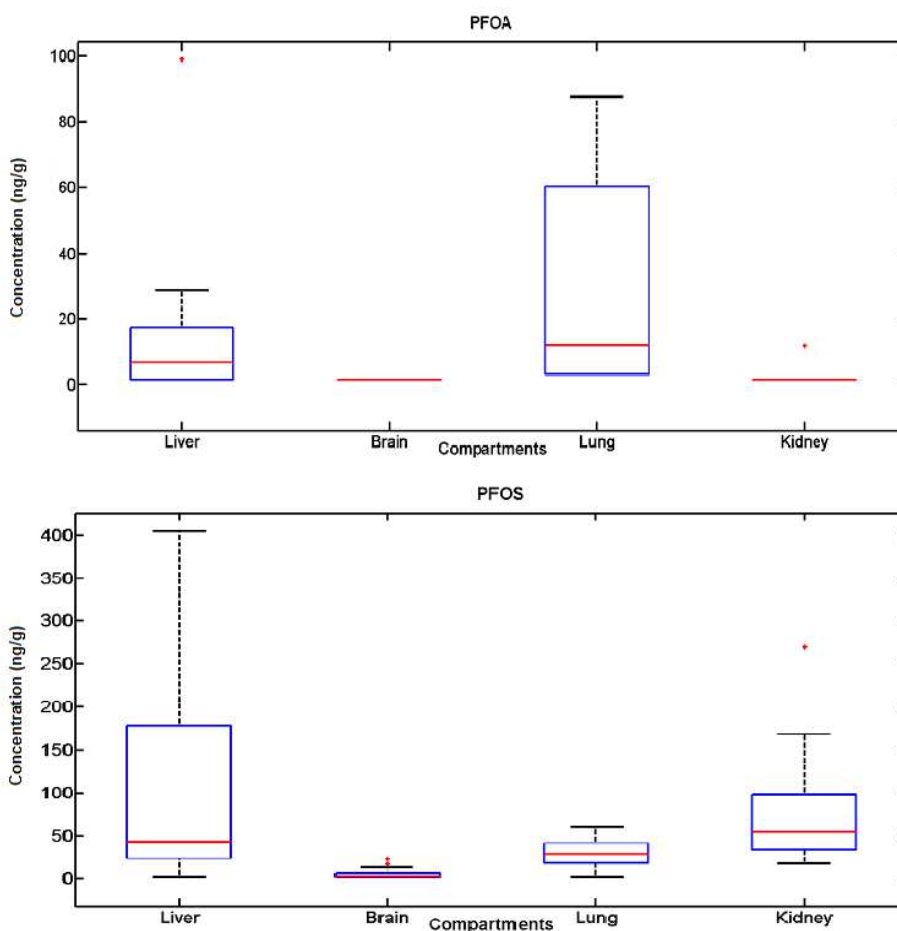 PFOA
Concentration (ng/g)
100
80
60
40
20
0
Liver
Brain
Compartments
Lung
Kidney
PFOS
Concentration (ng/g)
400
350
300
250
200
150
100
50
0
Liver
Brain
Compartments
Lung
Kidney